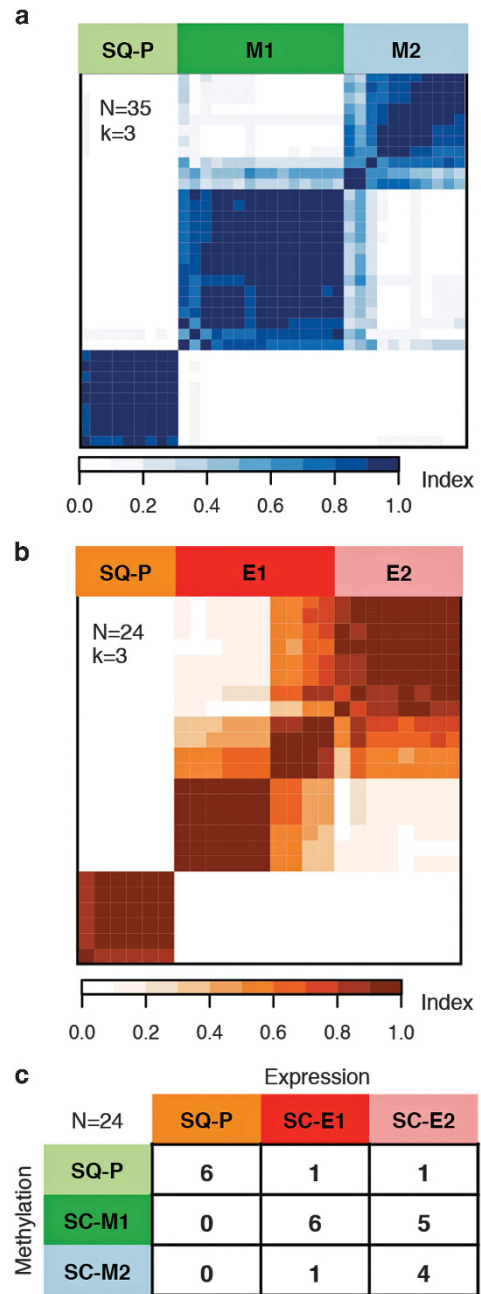 a
SQ-P M1 M2
N=35
k=3
0.0 0.2 0.4 0.6 0.8 1.0 Index
b
SQ-P E1 E2
N=24
k=3
0.0 0.2 0.4 0.6 0.8 1.0 Index
c
Expression
N=24 SQ-P SC-E1 SC-E2
Methylation
SQ-P 6 1 1
SC-M1 0 6 5
SC-M2 0 1 4